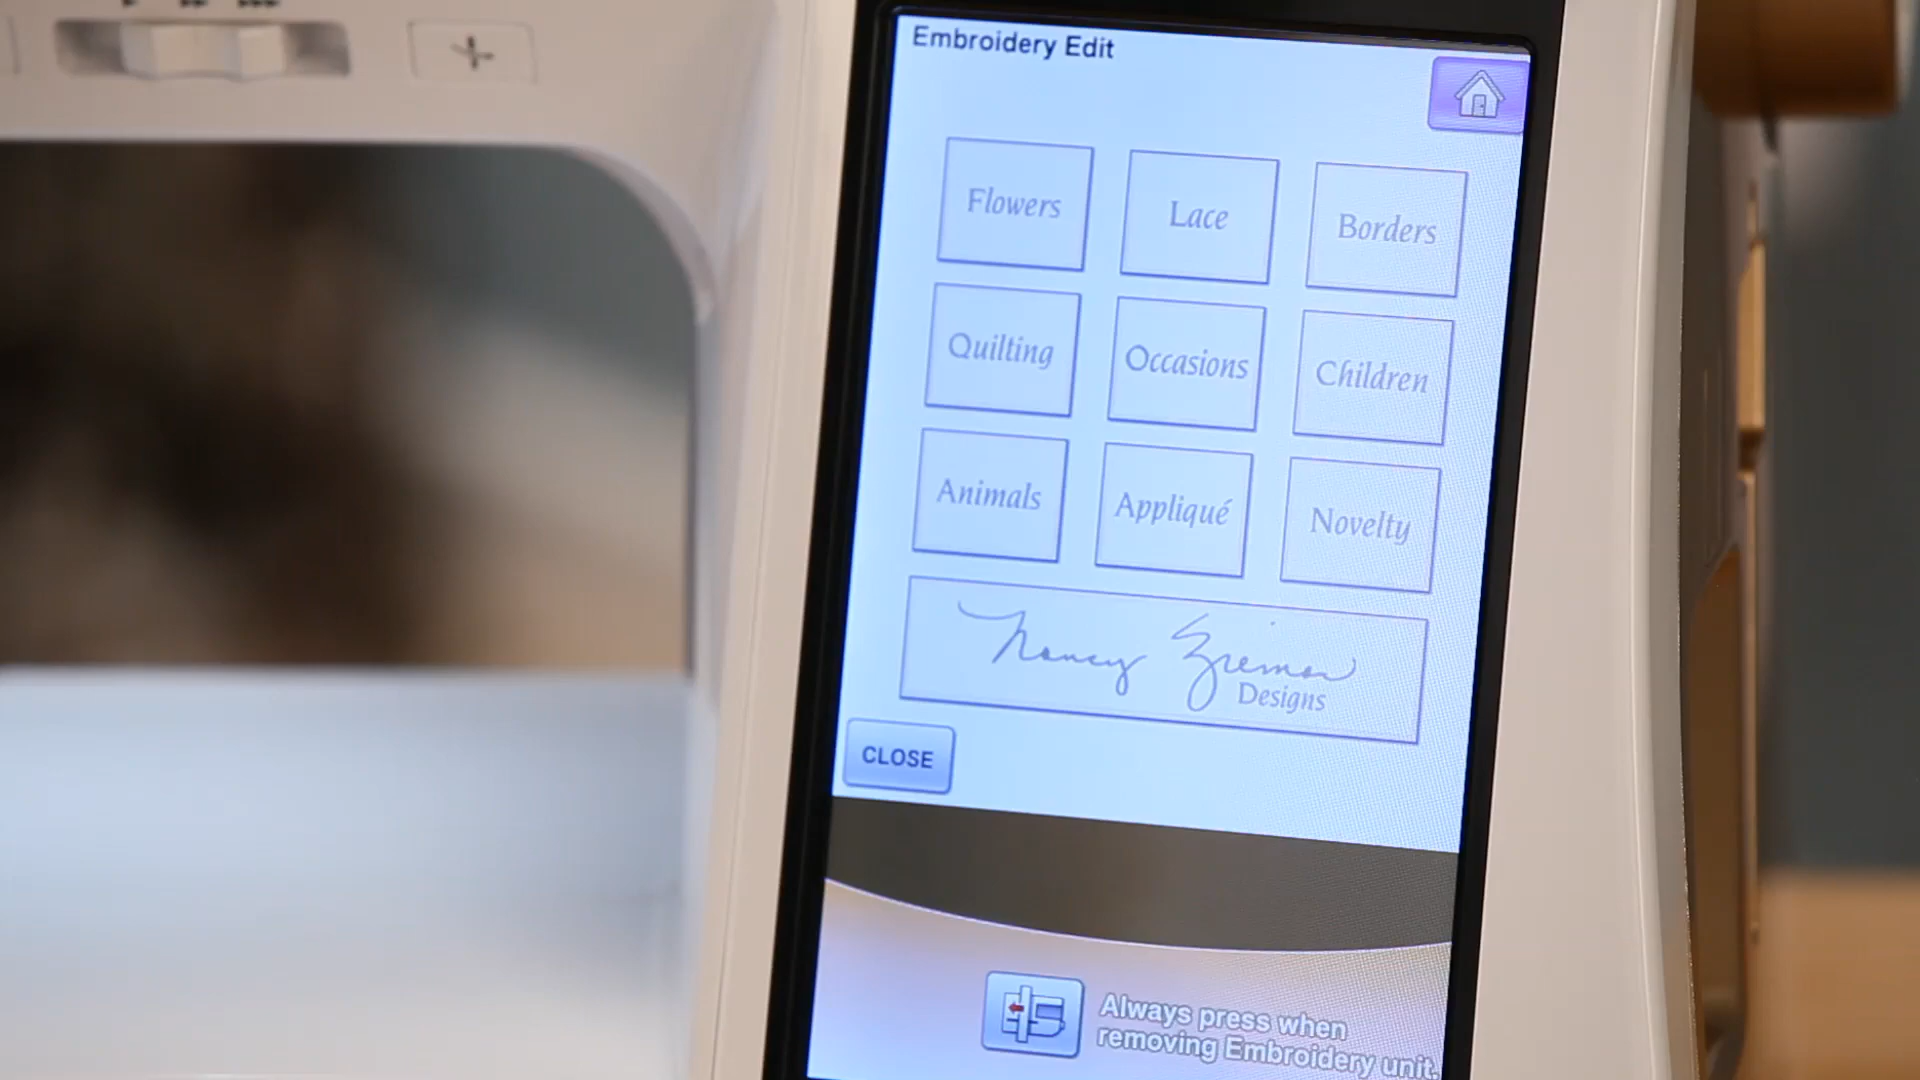 Embroidery Edit
Flowers
Lace
Borders
Quilting
Occasions
Children
Animals
Appliqué
Novelty
Nancy Zieman
Designs
CLOSE
Always press when
removing Embroidery unit.